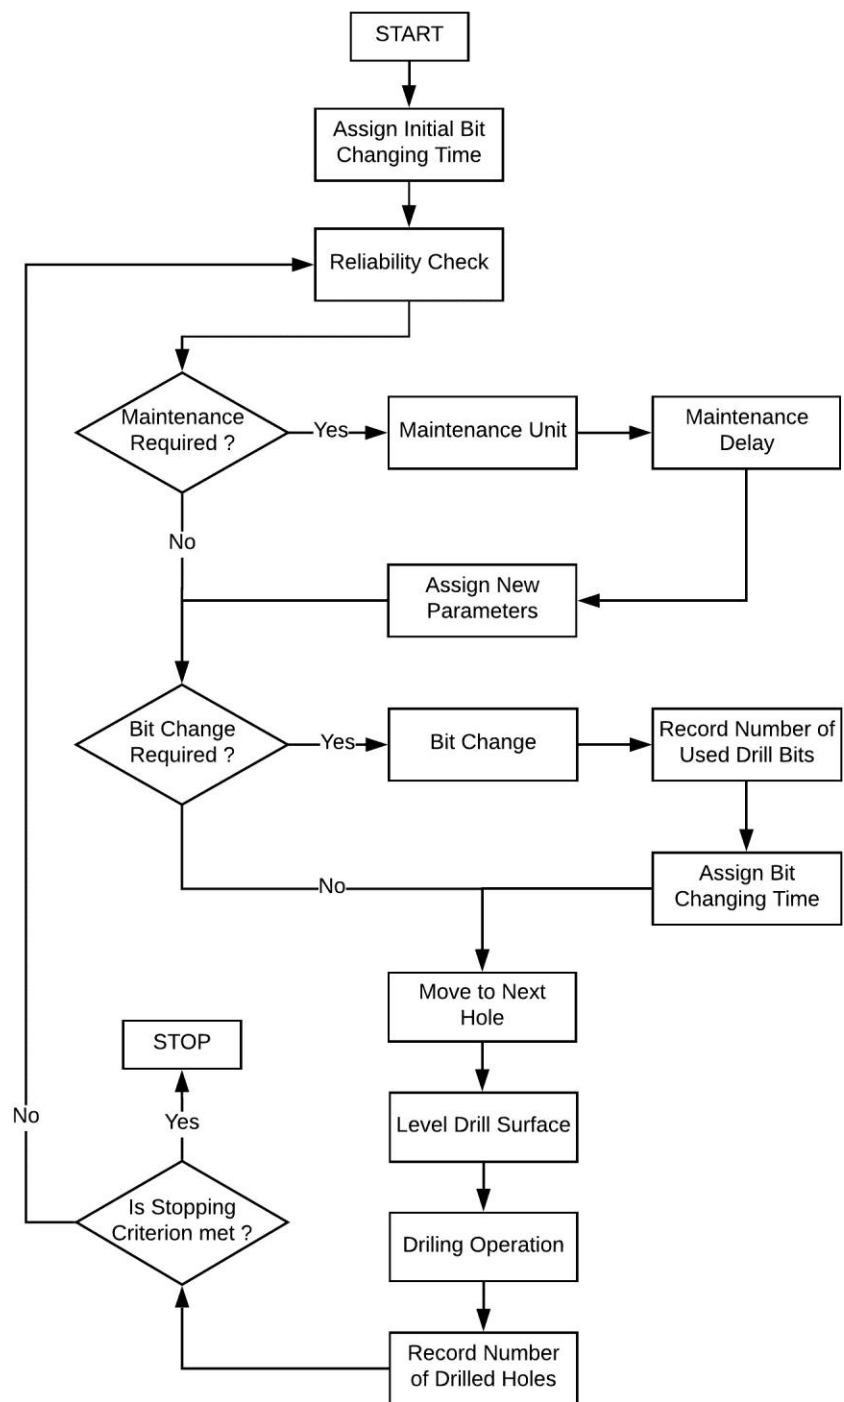 START
Assign Initial Bit
Changing Time
Reliability Check
Maintenance
Required ?
Yes
Maintenance Unit
Maintenance
Delay
No
Assign New
Parameters
Bit Change
Required ?
Yes
Bit Change
Record Number of
Used Drill Bits
Assign Bit
Changing Time
No
Move to Next
Hole
STOP
Level Drill Surface
No
Yes
Is Stopping
Criterion met ?
Driling Operation
Record Number
of Drilled Holes